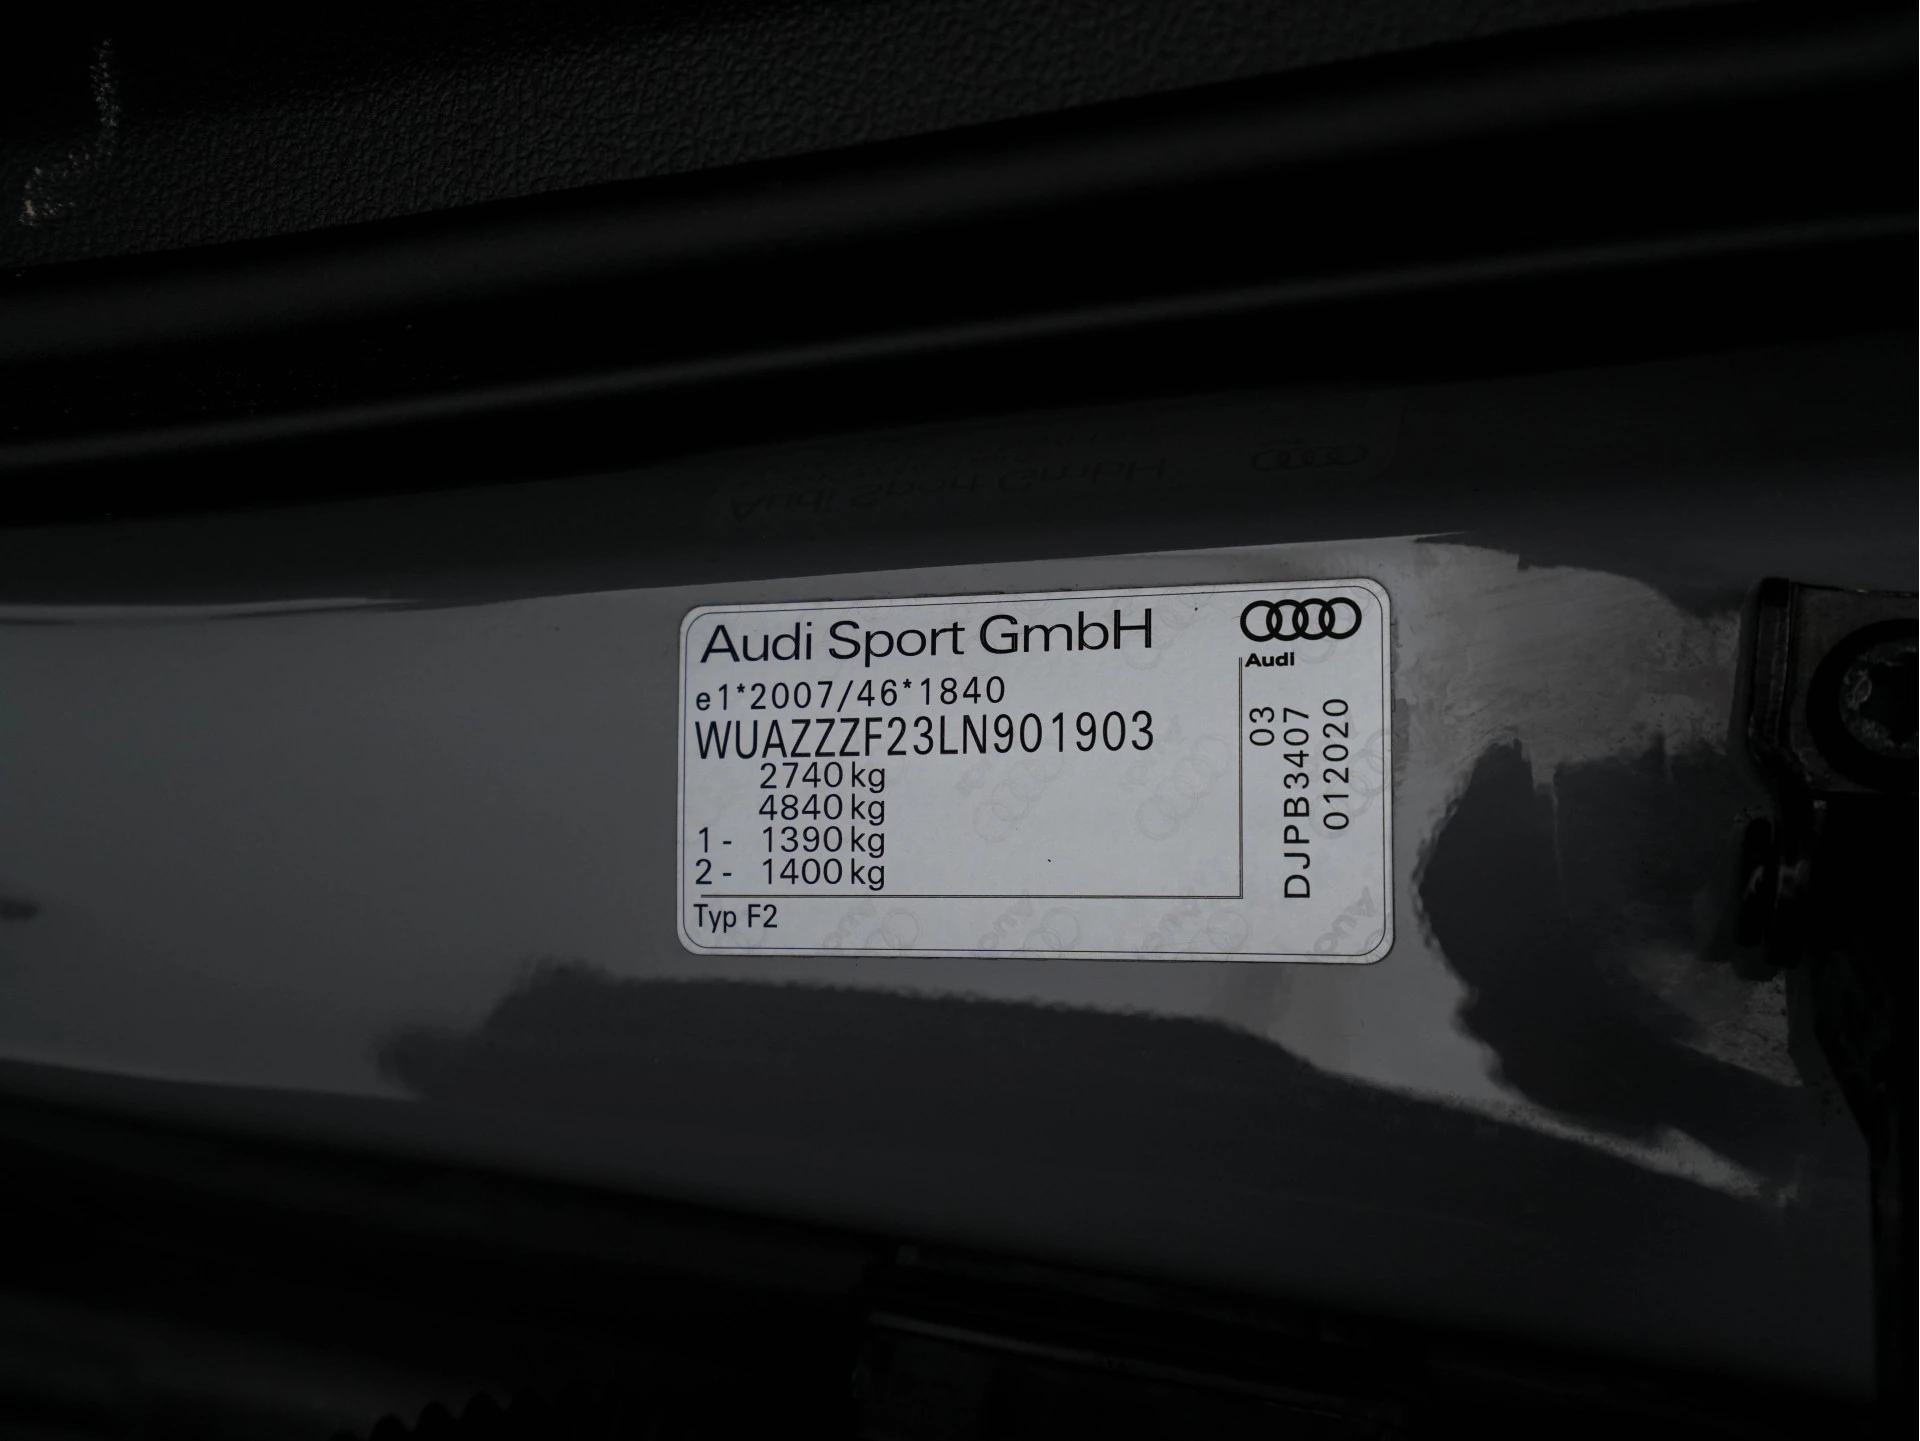 Audi Sport GmbH
Audi
e1*2007/46*1840
WUAZZZF23LN901903
2740 kg
4840 kg
1 - 1390 kg
2 - 1400 kg
Typ F2
03
DJPB3407
012020